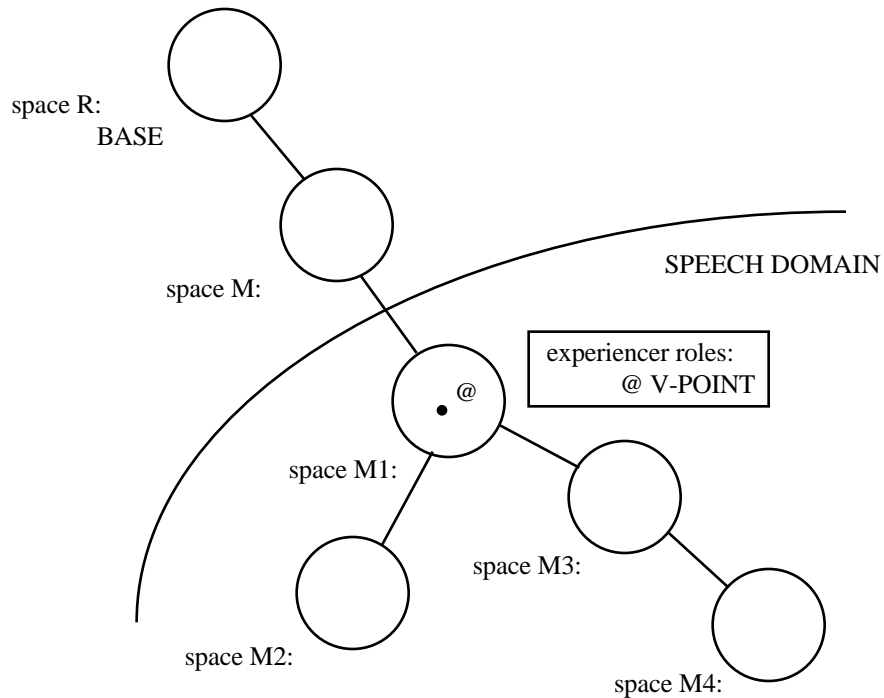 space R:
BASE
SPEECH DOMAIN
space M:
experiencer roles:
@ V-POINT
@
space M1:
space M3:
space M2:
space M4: